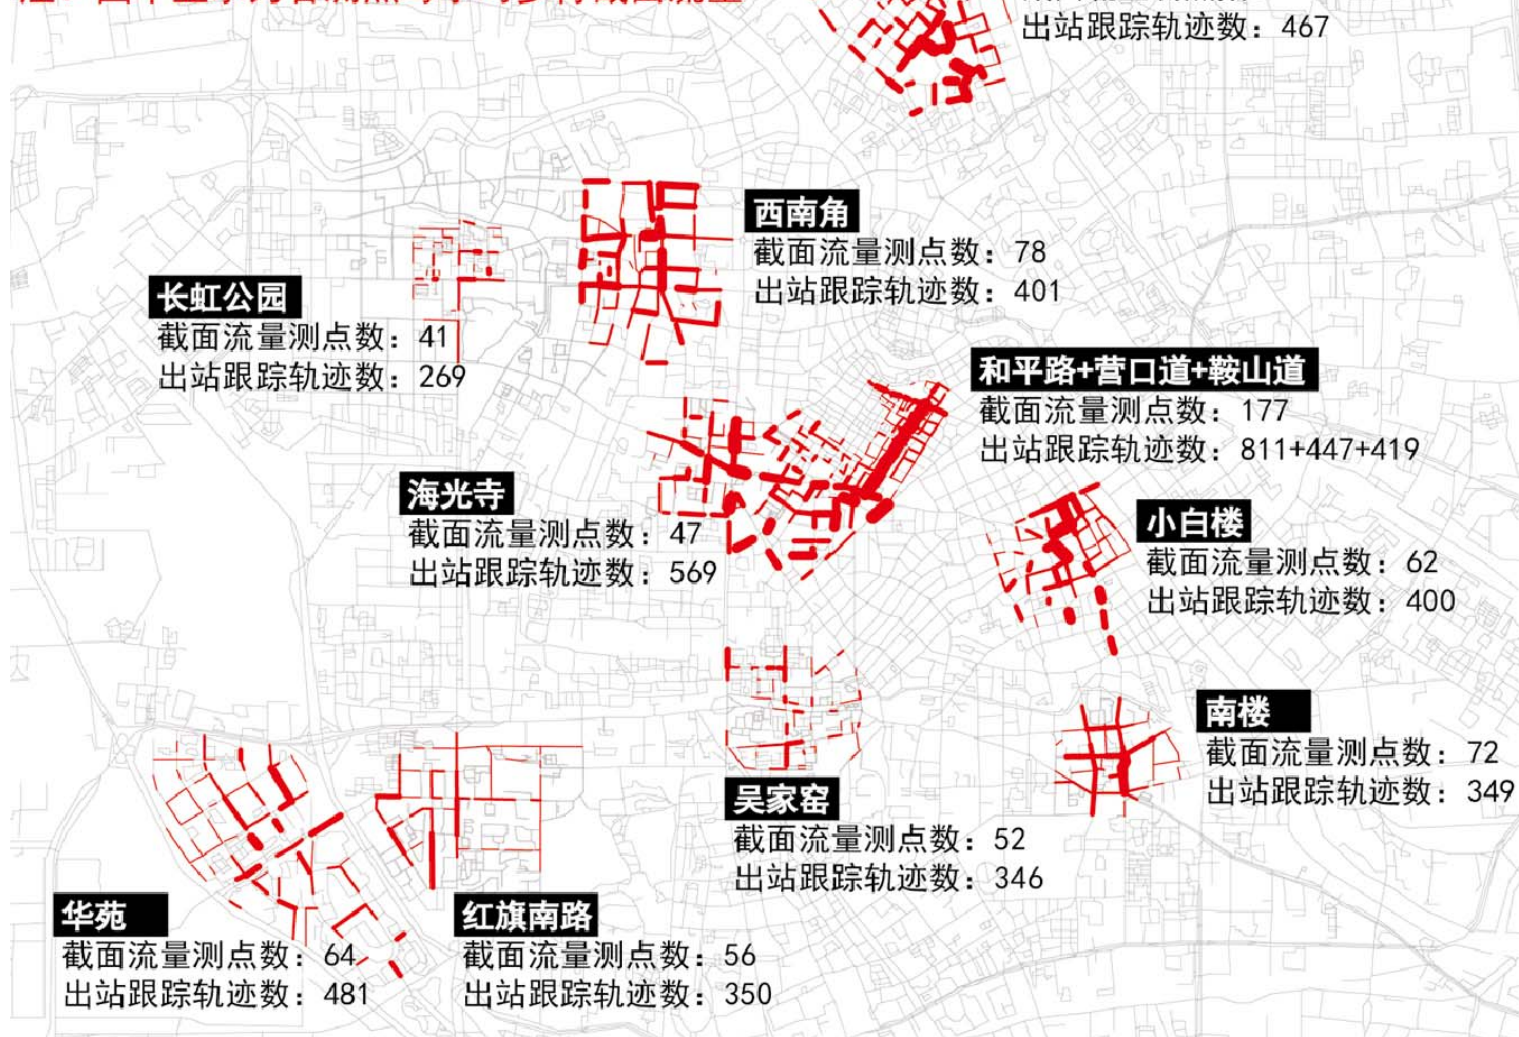 出站跟踪轨迹数：467
西南角
截面流量测点数：78
出站跟踪轨迹数：401
长虹公园
截面流量测点数：41
出站跟踪轨迹数：269
和平路+营口道+鞍山道
截面流量测点数：177
出站跟踪轨迹数：811+447+419
海光寺
截面流量测点数：47
出站跟踪轨迹数：569
小白楼
截面流量测点数：62
出站跟踪轨迹数：400
南楼
截面流量测点数：72
出站跟踪轨迹数：349
吴家窑
截面流量测点数：52
出站跟踪轨迹数：346
华苑
截面流量测点数：64
出站跟踪轨迹数：481
红旗南路
截面流量测点数：56
出站跟踪轨迹数：350